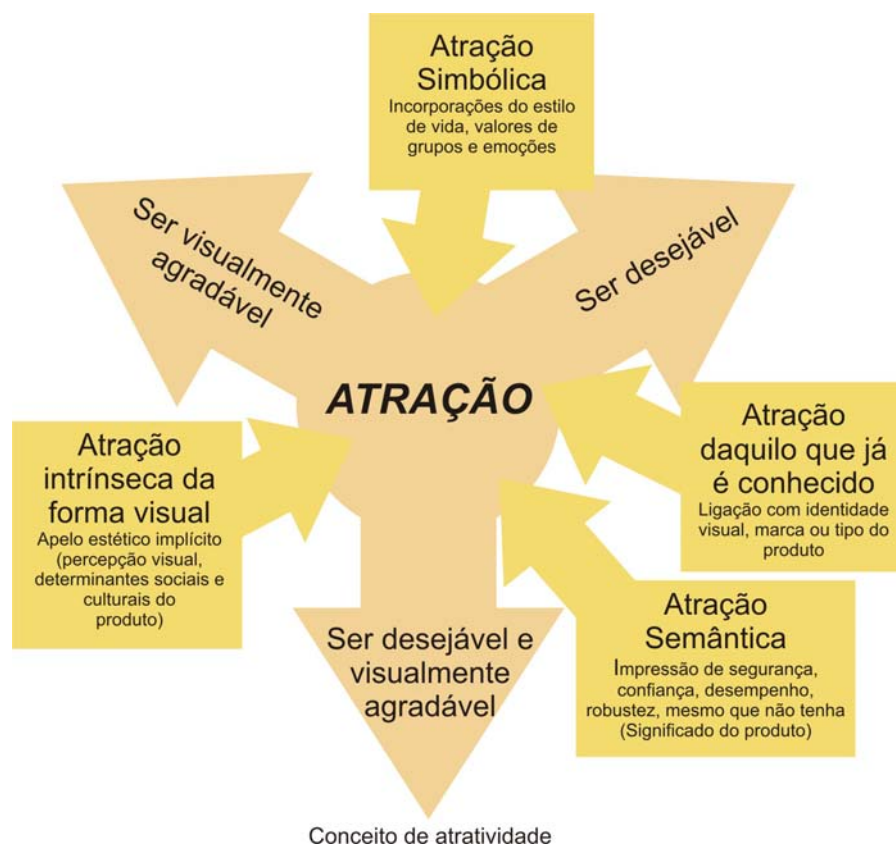 Atração
Simbólica
Incorporações do estilo
de vida, valores de
grupos e emoções
Ser visualmente
agradável
Ser desejável
ATRAÇÃO
Atração
intrínseca da
forma visual
Apelo estético implícito
(percepção visual,
determinantes sociais e
culturais do
produto)
Atração
daquilo que já
é conhecido
Ligação com identidade
visual, marca ou tipo do
produto
Ser desejável e
visualmente
agradável
Atração
Semântica
Impressão de segurança,
confiança, desempenho,
robustez, mesmo que não tenha
(Significado do produto)
Conceito de atratividade